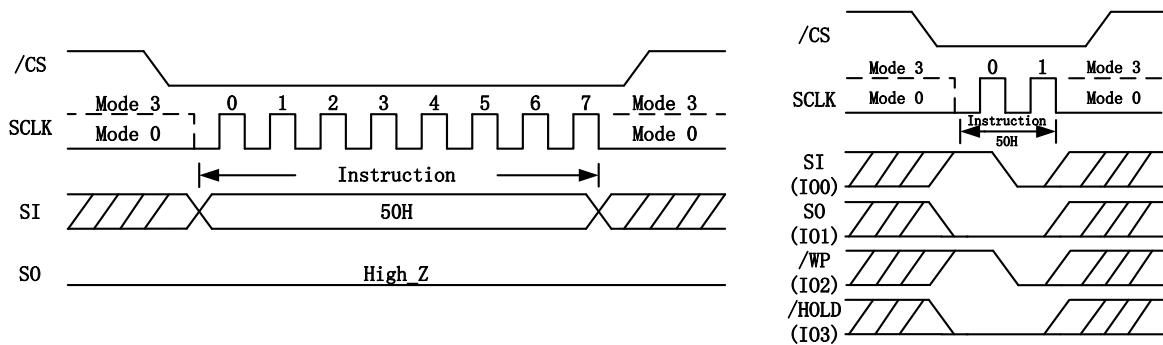 /CS
Mode 3 0 1 2 3 4 5 6 7 Mode 3
SCLK
Mode 0 Mode 0
Instruction
SI 50H
SO High_Z
/CS
Mode 3 0 1 Mode 3
SCLK Mode 0 Mode 0
Instruction
50H
SI
(IO0)
SO
(IO1)
/WP
(IO2)
/HOLD
(IO3)